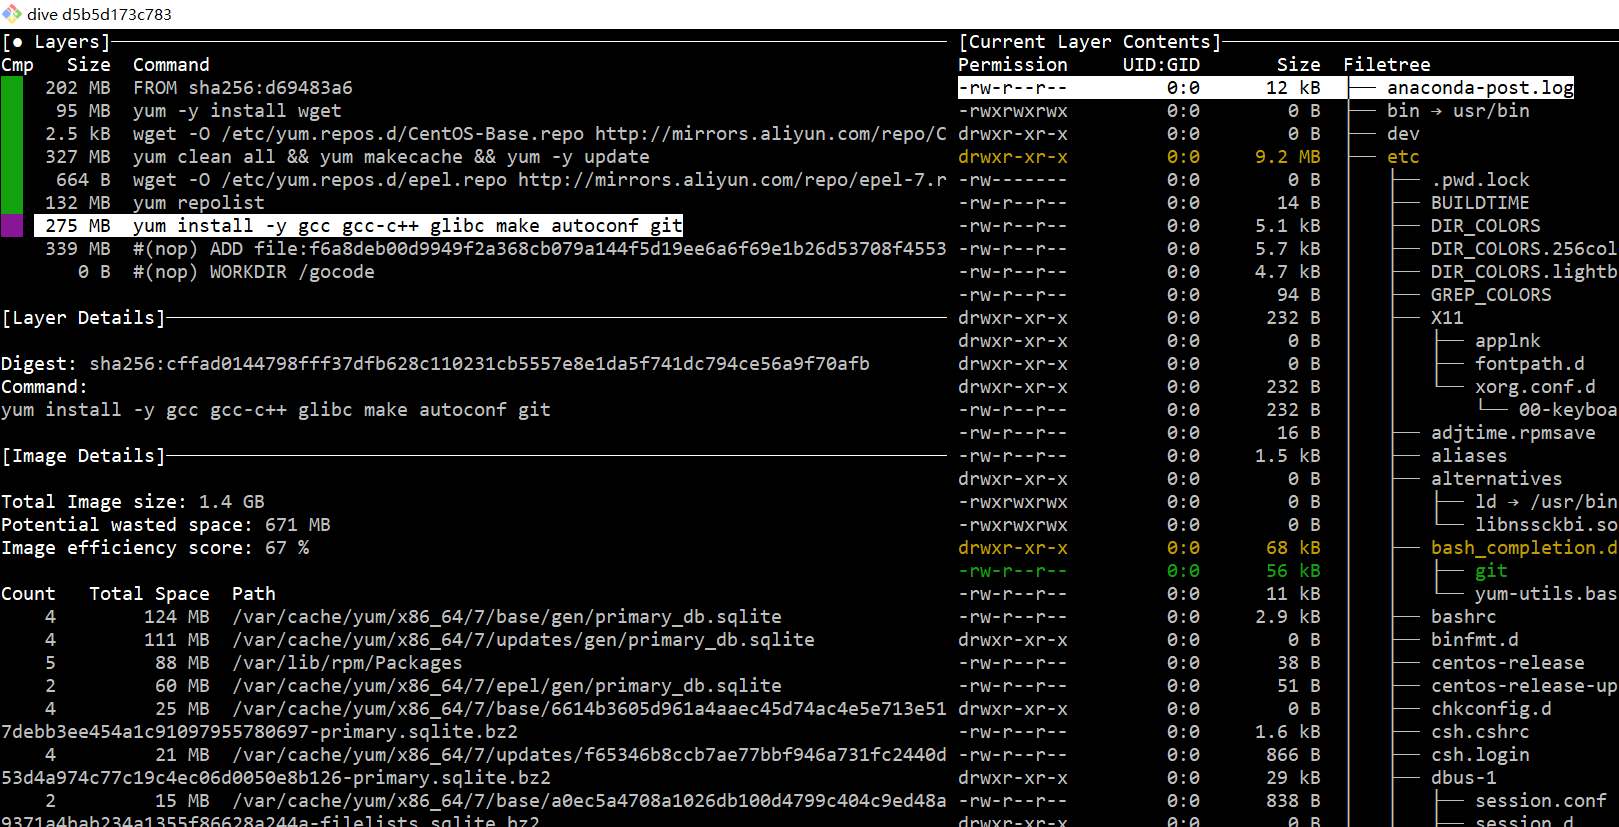 dive d5b5d173c783
[● Layers]
Cmp Size Command
202 MB FROM sha256:d69483a6
95 MB yum -y install wget
2.5 kB wget -O /etc/yum.repos.d/CentOS-Base.repo http://mirrors.aliyun.com/repo/C
327 MB yum clean all && yum makecache && yum -y update
664 B wget -O /etc/yum.repos.d/epel.repo http://mirrors.aliyun.com/repo/epel-7.r
132 MB yum repolist
275 MB yum install -y gcc gcc-c++ glibc make autoconf git
339 MB #(nop) ADD file:f6a8deb00d9949f2a368cb079a144f5d19ee6a6f69e1b26d53708f4553
0 B #(nop) WORKDIR /gocode
[Layer Details]
Digest: sha256:cffad0144798fff37dfb628c110231cb5557e8e1da5f741dc794ce56a9f70afb
Command:
yum install -y gcc gcc-c++ glibc make autoconf git
[Image Details]
Total Image size: 1.4 GB
Potential wasted space: 671 MB
Image efficiency score: 67 %
Count Total Space Path
4 124 MB /var/cache/yum/x86_64/7/base/gen/primary_db.sqlite
4 111 MB /var/cache/yum/x86_64/7/updates/gen/primary_db.sqlite
5 88 MB /var/lib/rpm/Packages
2 60 MB /var/cache/yum/x86_64/7/epel/gen/primary_db.sqlite
4 25 MB /var/cache/yum/x86_64/7/base/6614b3605d961a4aaec45d74ac4e5e713e51
7debb3ee454a1c91097955780697-primary.sqlite.bz2
4 21 MB /var/cache/yum/x86_64/7/updates/f65346b8ccb7ae77bbf946a731fc2440d
53d4a974c77c19c4ec06d0050e8b126-primary.sqlite.bz2
2 15 MB /var/cache/yum/x86_64/7/base/a0ec5a4708a1026db100d4799c404c9ed48a
9371a4bab234a1355f86628a244a-filelists.sqlite.bz2
[Current Layer Contents]
Permission UID:GID Size Filetree
-rw-r--r-- 0:0 12 kB ├── anaconda-post.log
-rwxrwxrwx 0:0 0 B ├── bin → usr/bin
drwxr-xr-x 0:0 0 B ├── dev
drwxr-xr-x 0:0 9.2 MB ├── etc
-rw------- 0:0 0 B │   ├── .pwd.lock
-rw-r--r-- 0:0 14 B │   ├── BUILDTIME
-rw-r--r-- 0:0 5.1 kB │   ├── DIR_COLORS
-rw-r--r-- 0:0 5.7 kB │   ├── DIR_COLORS.256col
-rw-r--r-- 0:0 4.7 kB │   ├── DIR_COLORS.lightb
-rw-r--r-- 0:0 94 B │   ├── GREP_COLORS
drwxr-xr-x 0:0 232 B │   ├── X11
drwxr-xr-x 0:0 0 B │   │   ├── applnk
drwxr-xr-x 0:0 0 B │   │   ├── fontpath.d
drwxr-xr-x 0:0 232 B │   │   └── xorg.conf.d
-rw-r--r-- 0:0 232 B │   │       └── 00-keyboa
-rw-r--r-- 0:0 16 B │   ├── adjtime.rpmsave
-rw-r--r-- 0:0 1.5 kB │   ├── aliases
drwxr-xr-x 0:0 0 B │   ├── alternatives
-rwxrwxrwx 0:0 0 B │   │   ├── ld → /usr/bin
-rwxrwxrwx 0:0 0 B │   │   └── libnssckbi.so
drwxr-xr-x 0:0 68 kB │   ├── bash_completion.d
-rw-r--r-- 0:0 56 kB │   │   ├── git
-rw-r--r-- 0:0 11 kB │   │   └── yum-utils.bas
-rw-r--r-- 0:0 2.9 kB │   ├── bashrc
drwxr-xr-x 0:0 0 B │   ├── binfmt.d
-rw-r--r-- 0:0 38 B │   ├── centos-release
-rw-r--r-- 0:0 51 B │   ├── centos-release-up
drwxr-xr-x 0:0 0 B │   ├── chkconfig.d
-rw-r--r-- 0:0 1.6 kB │   ├── csh.cshrc
-rw-r--r-- 0:0 866 B │   ├── csh.login
drwxr-xr-x 0:0 29 kB │   ├── dbus-1
-rw-r--r-- 0:0 838 B │   │   ├── session.conf
drwxr-xr-x 0:0 0 B │   │   ├── session.d